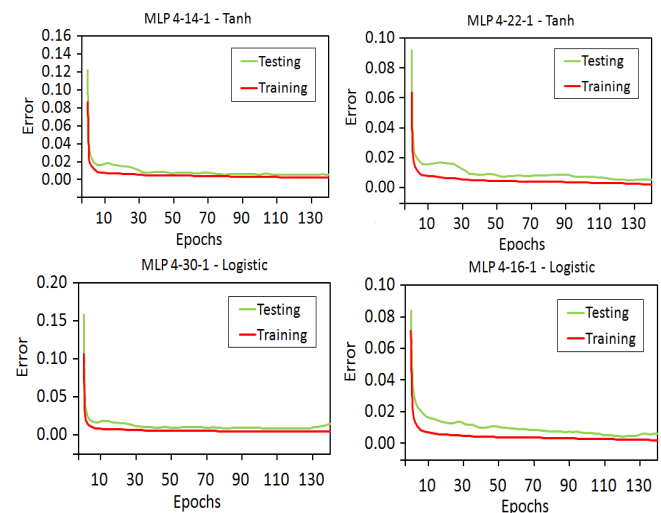 MLP 4-14-1 - Tanh
0.16
0.14
0.12
0.10
0.08
0.06
0.04
0.02
0.00
Error
Testing
Training
10 30 50 70 90 110 130
Epochs
MLP 4-22-1 - Tanh
0.10
0.08
0.06
0.04
0.02
0.00
Error
Testing
Training
10 30 50 70 90 110 130
Epochs
MLP 4-30-1 - Logistic
0.20
0.15
0.10
0.05
0.00
Error
Testing
Training
10 30 50 70 90 110 130
Epochs
MLP 4-16-1 - Logistic
0.10
0.08
0.06
0.04
0.02
0.00
Error
Testing
Training
10 30 50 70 90 110 130
Epochs